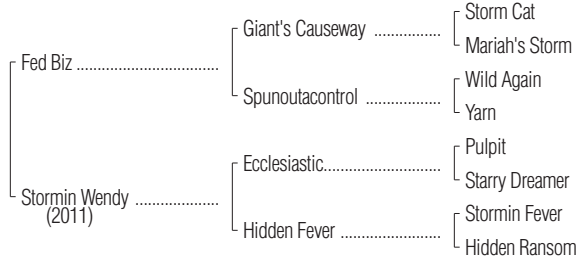 Storm Cat
Giant's Causeway ................
Mariah's Storm
Fed Biz ...................................
Wild Again
Spunoutacontrol ..................
Yarn
Pulpit
Ecclesiastic.............................
Starry Dreamer
Stormin Wendy .....................
(2011)
Stormin Fever
Hidden Fever ........................
Hidden Ransom